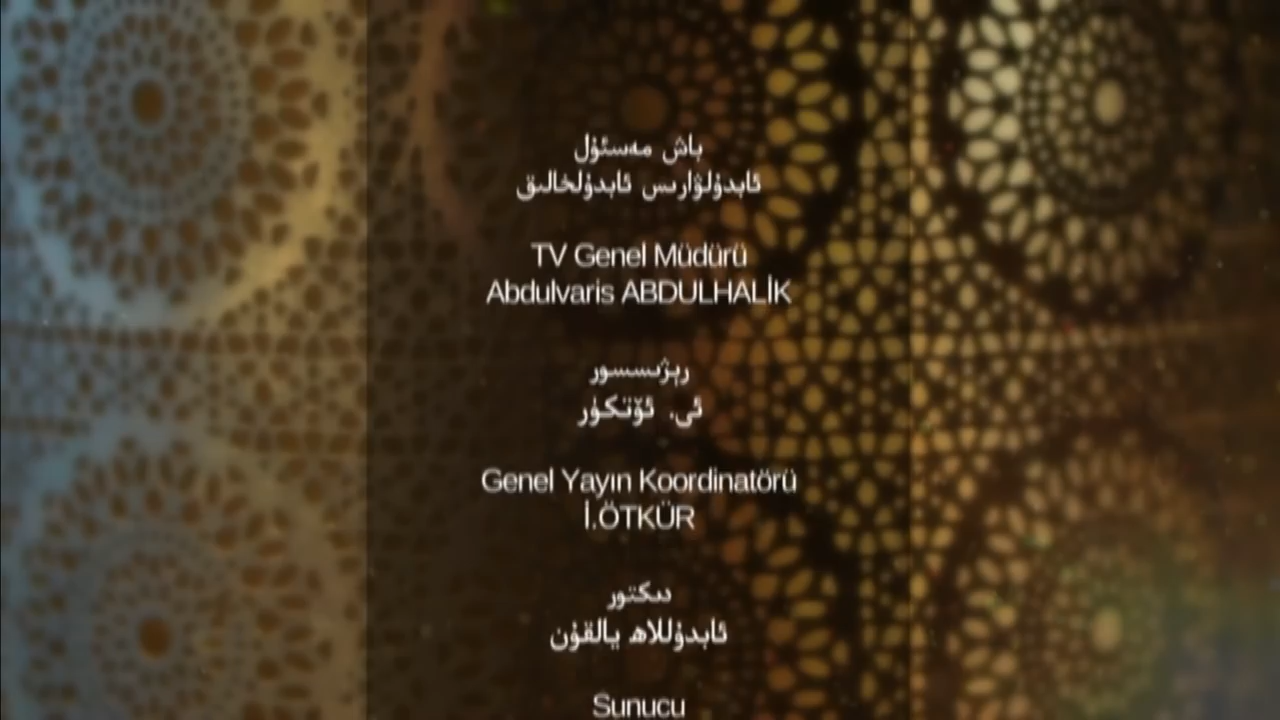 باش مەسئۇل
ئابدۇلۋارىس ئابدۇلخالىق
TV Genel Müdürü
Abdulvaris ABDULHALİK
رېژىسسور
ئى. ئۆتكۈر
Genel Yayın Koordinatörü
İ.ÖTKÜR
دىكتور
ئابدۇللاھ يالقۇن
Sunucu